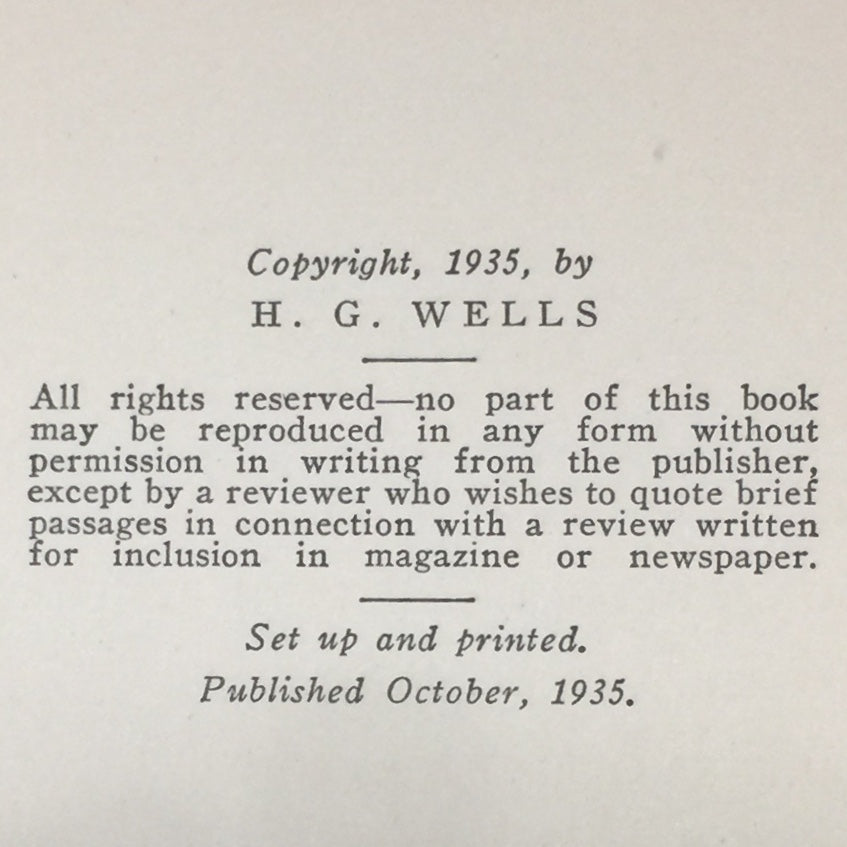 Copyright, 1935, by
H. G. WELLS
All rights reserved—no part of this book
may be reproduced in any form without
permission in writing from the publisher,
except by a reviewer who wishes to quote brief
passages in connection with a review written
for inclusion in magazine or newspaper.
Set up and printed.
Published October, 1935.